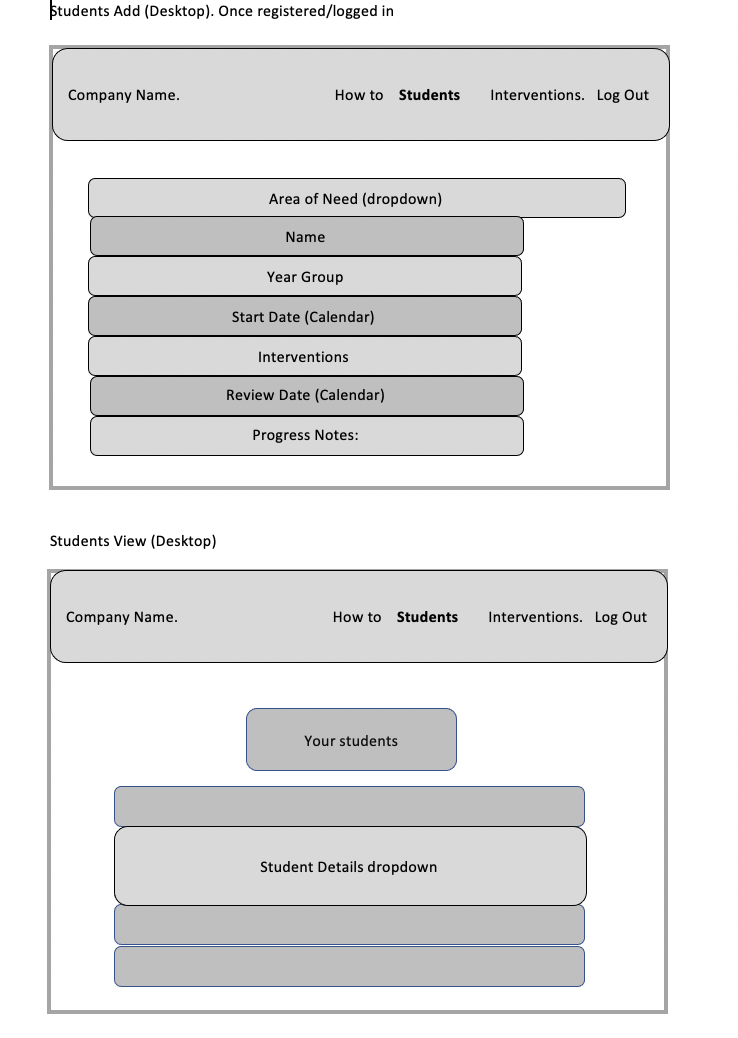 Students Add (Desktop). Once registered/logged in
Company Name. How to Students Interventions. Log Out
Area of Need (dropdown)
Name
Year Group
Start Date (Calendar)
Interventions
Review Date (Calendar)
Progress Notes:
Students View (Desktop)
Company Name. How to Students Interventions. Log Out
Your students
Student Details dropdown